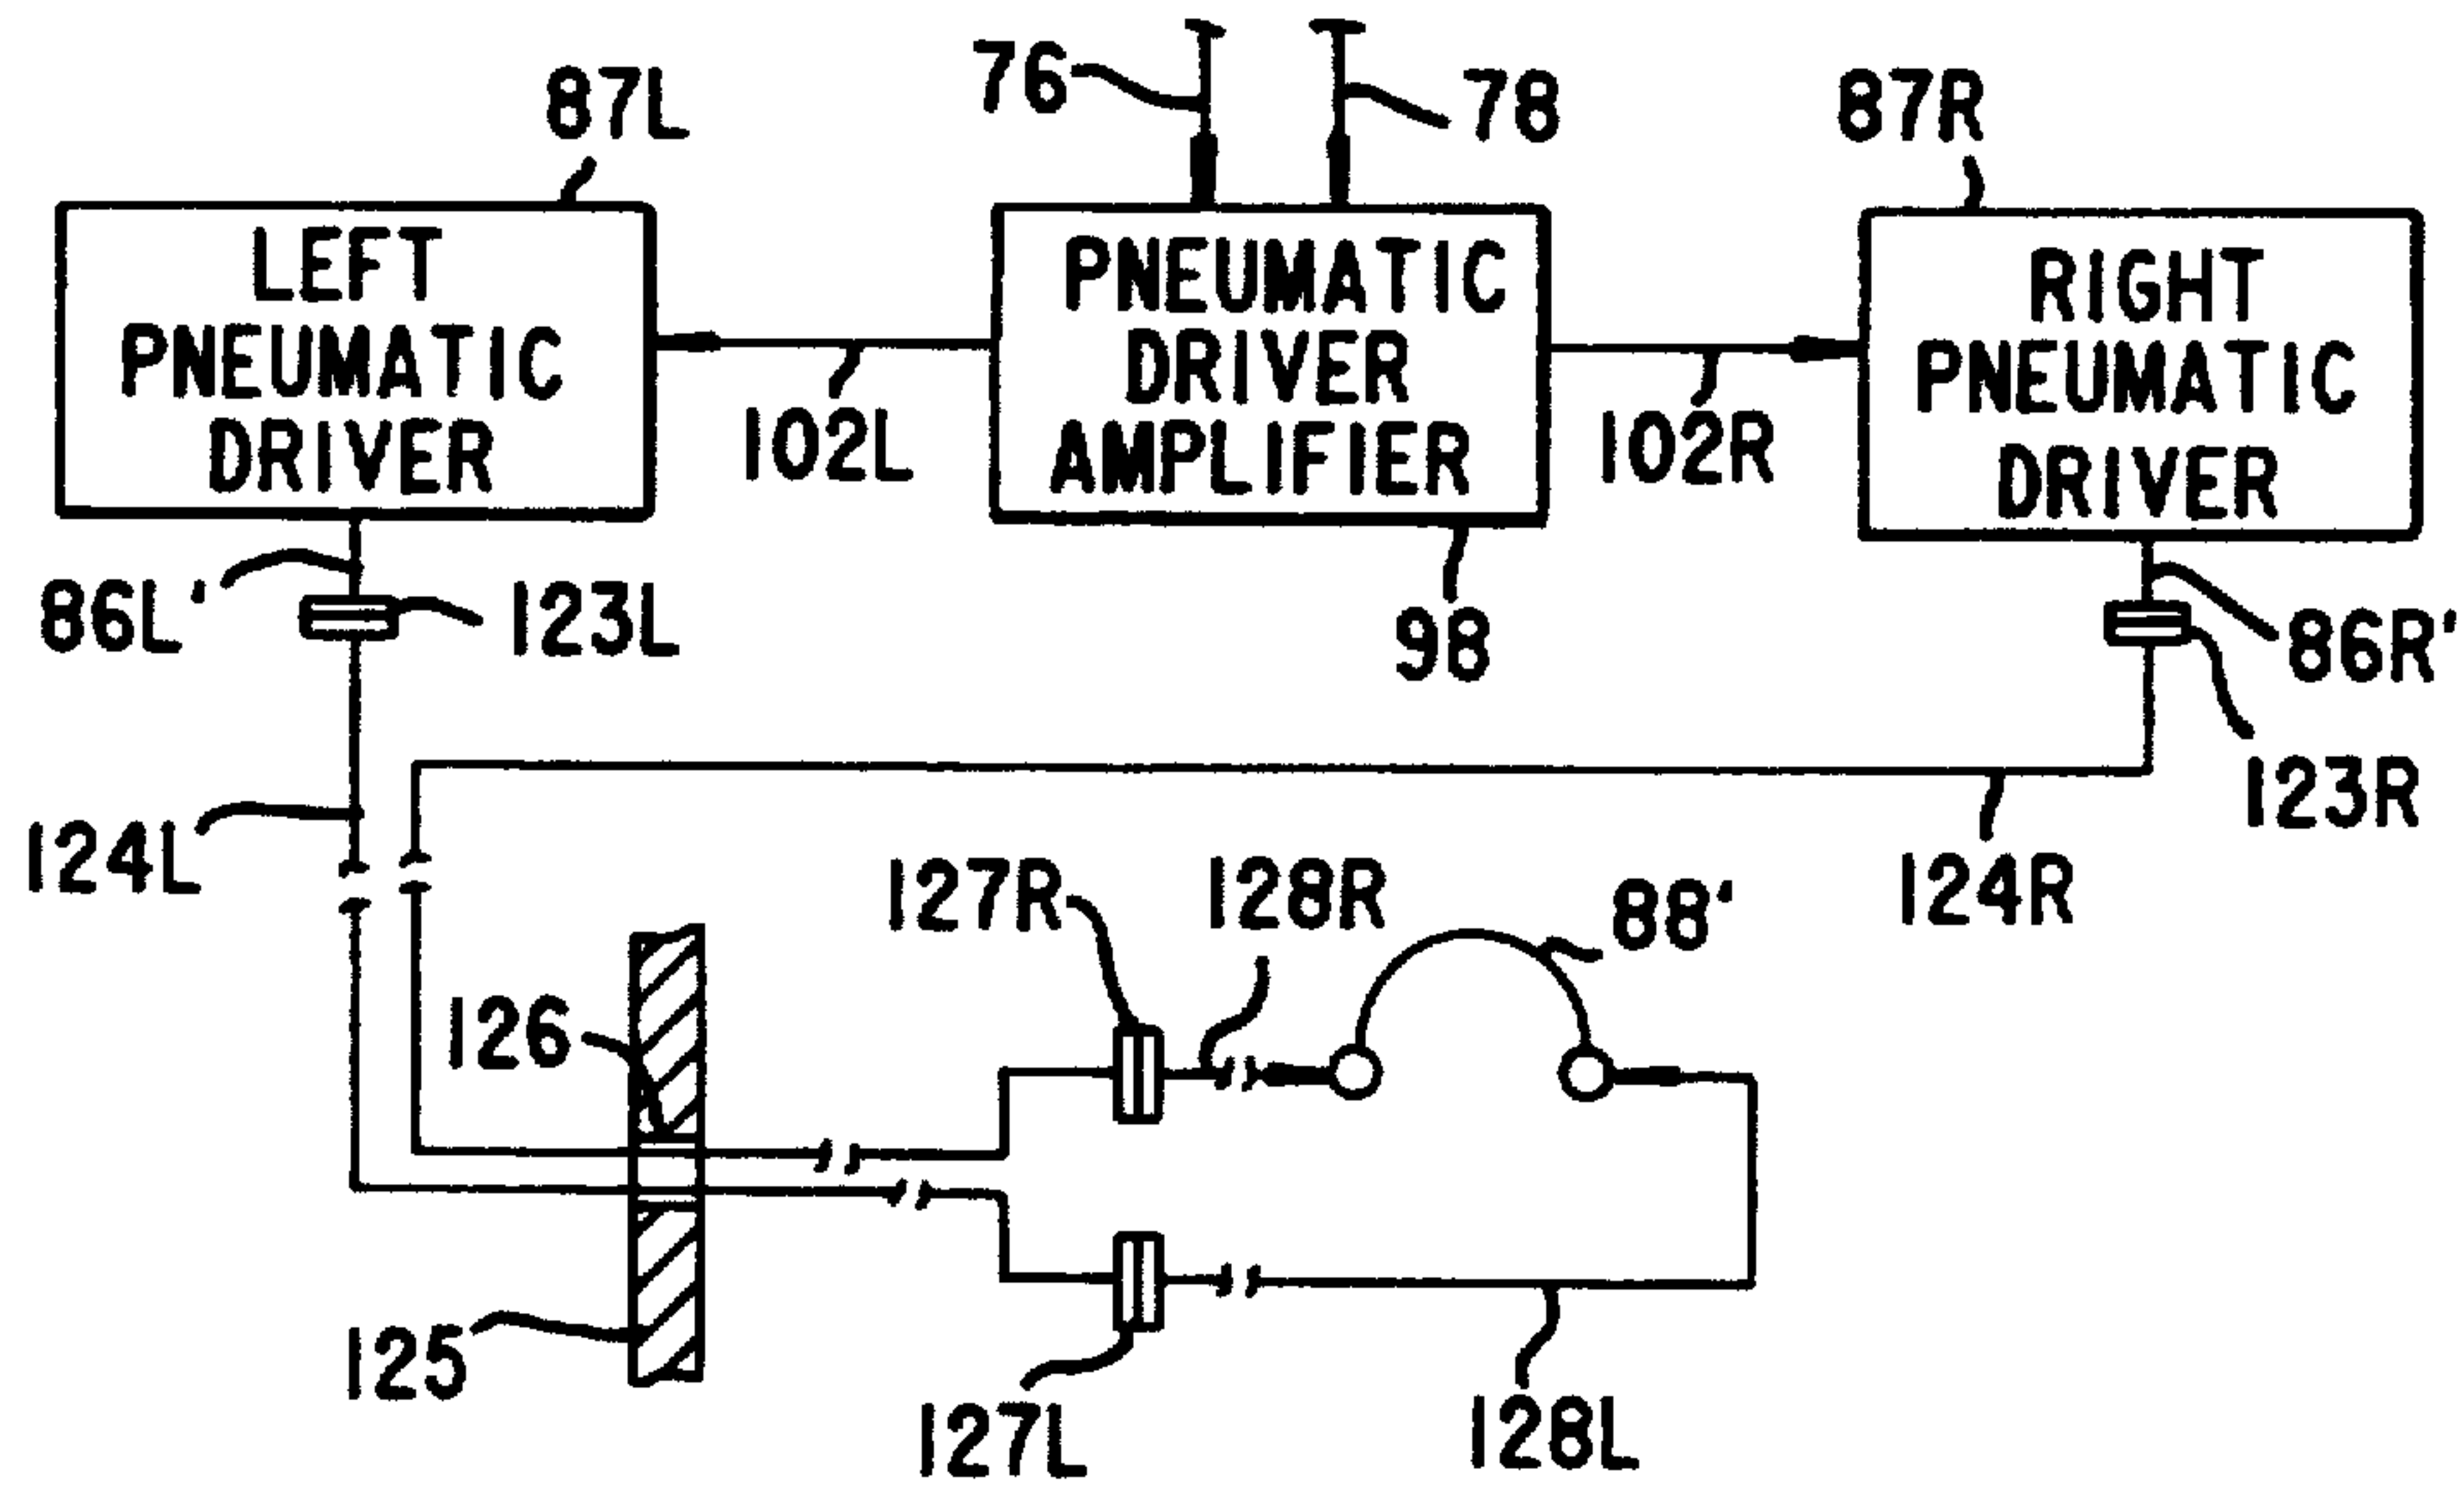 76
78
87L
87R
LEFT
PNEUMATIC
DRIVER
PNEUMATIC
DRIVER
AMPLIFIER
RIGHT
PNEUMATIC
DRIVER
102L
102R
86L'
123L
98
86R'
123R
124L
124R
127R
128R
88'
126
125
127L
128L